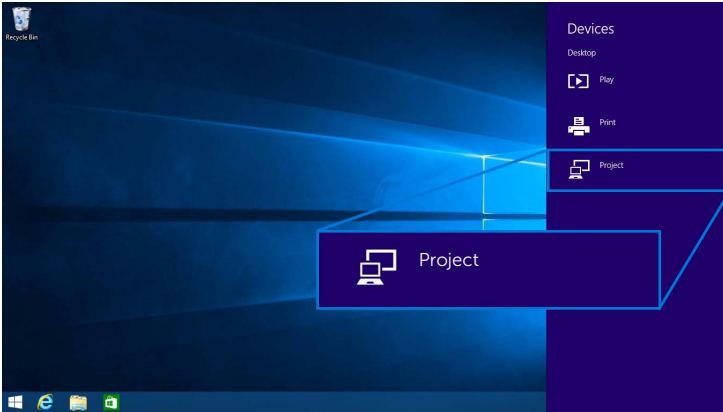 Recycle Bin
Devices
Desktop
Play
Print
Project
Project